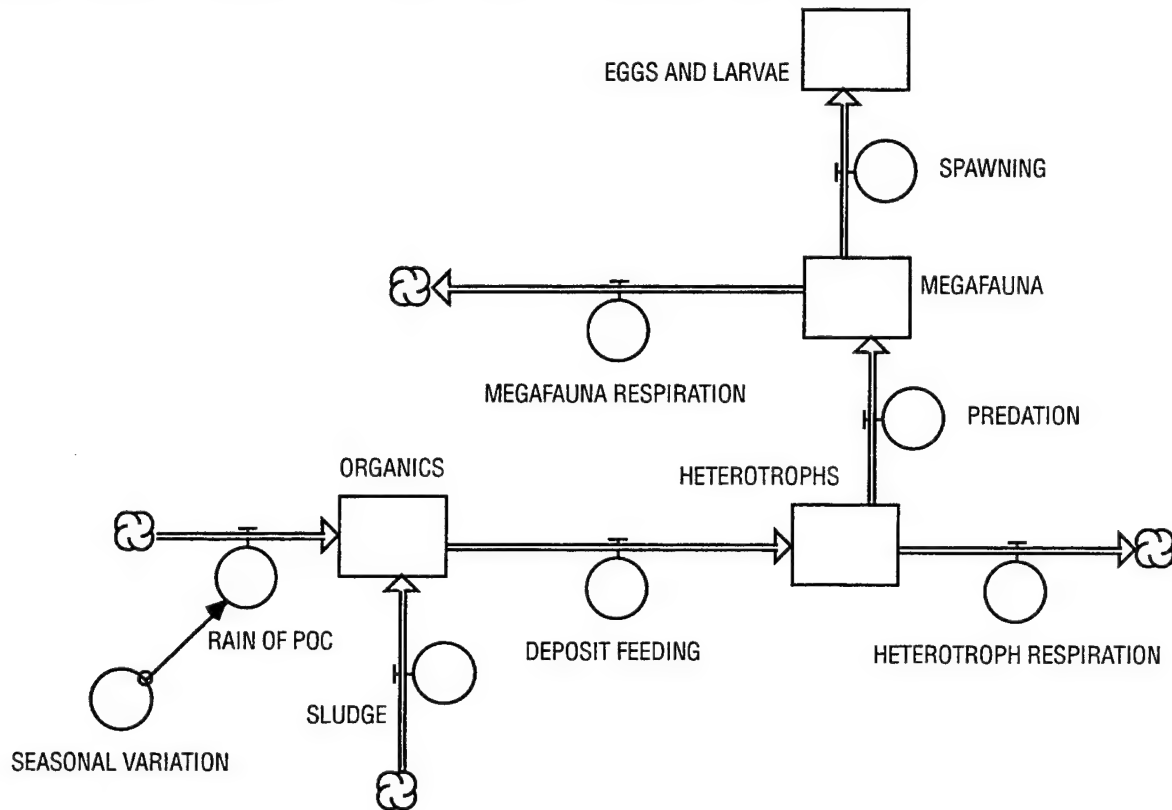 EGGS AND LARVAE
SPAWNING
MEGAFAUNA
MEGAFAUNA RESPIRATION
PREDATION
ORGANICS
HETEROTROPHS
RAIN OF POC
DEPOSIT FEEDING
HETEROTROPH RESPIRATION
SLUDGE
SEASONAL VARIATION